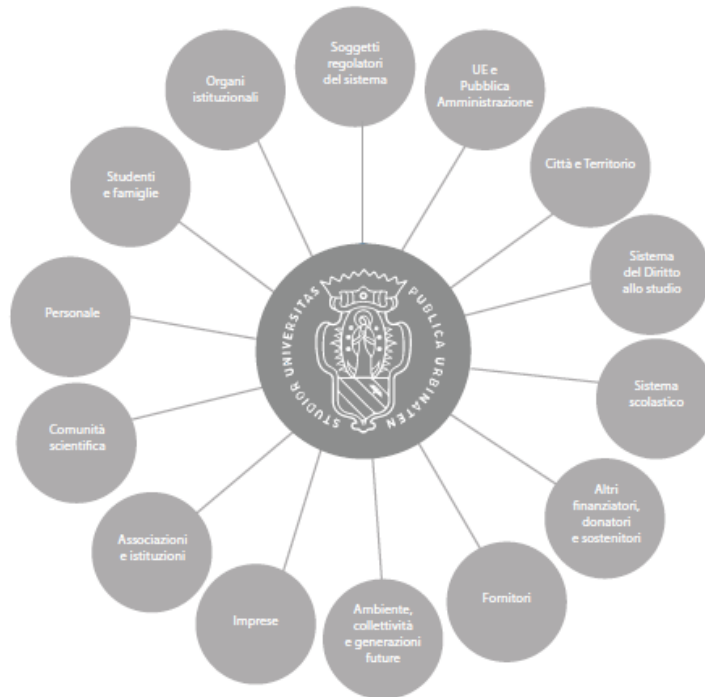 Soggetti
regolatori
del sistema
UE e
Pubblica
Amministrazione
Città e Territorio
Sistema
del Diritto
allo studio
Sistema
scolastico
Altri
finanziatori,
donatori
e sostenitori
Fornitori
Ambiente,
collettività
e generazioni
future
Imprese
Associazioni
e istituzioni
Comunità
scientifica
Personale
Studenti
e famiglie
Organi
istituzionali
STUDIOR UNIVERSITAS PUBLICA URBINATEN